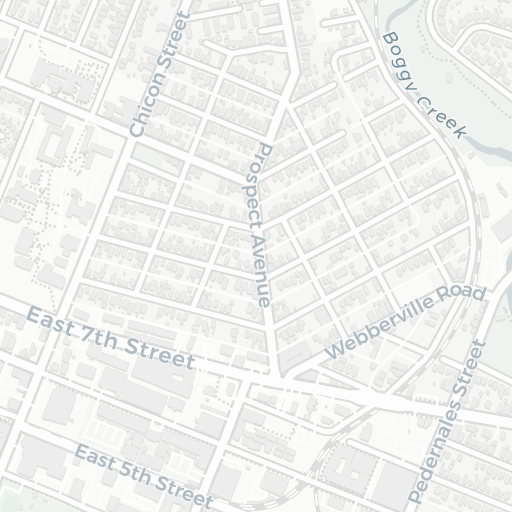 Chicon Street
Boggy Creek
Prospect Avenue
Webberville Road
East 7th Street
Pedernales Street
East 5th Street